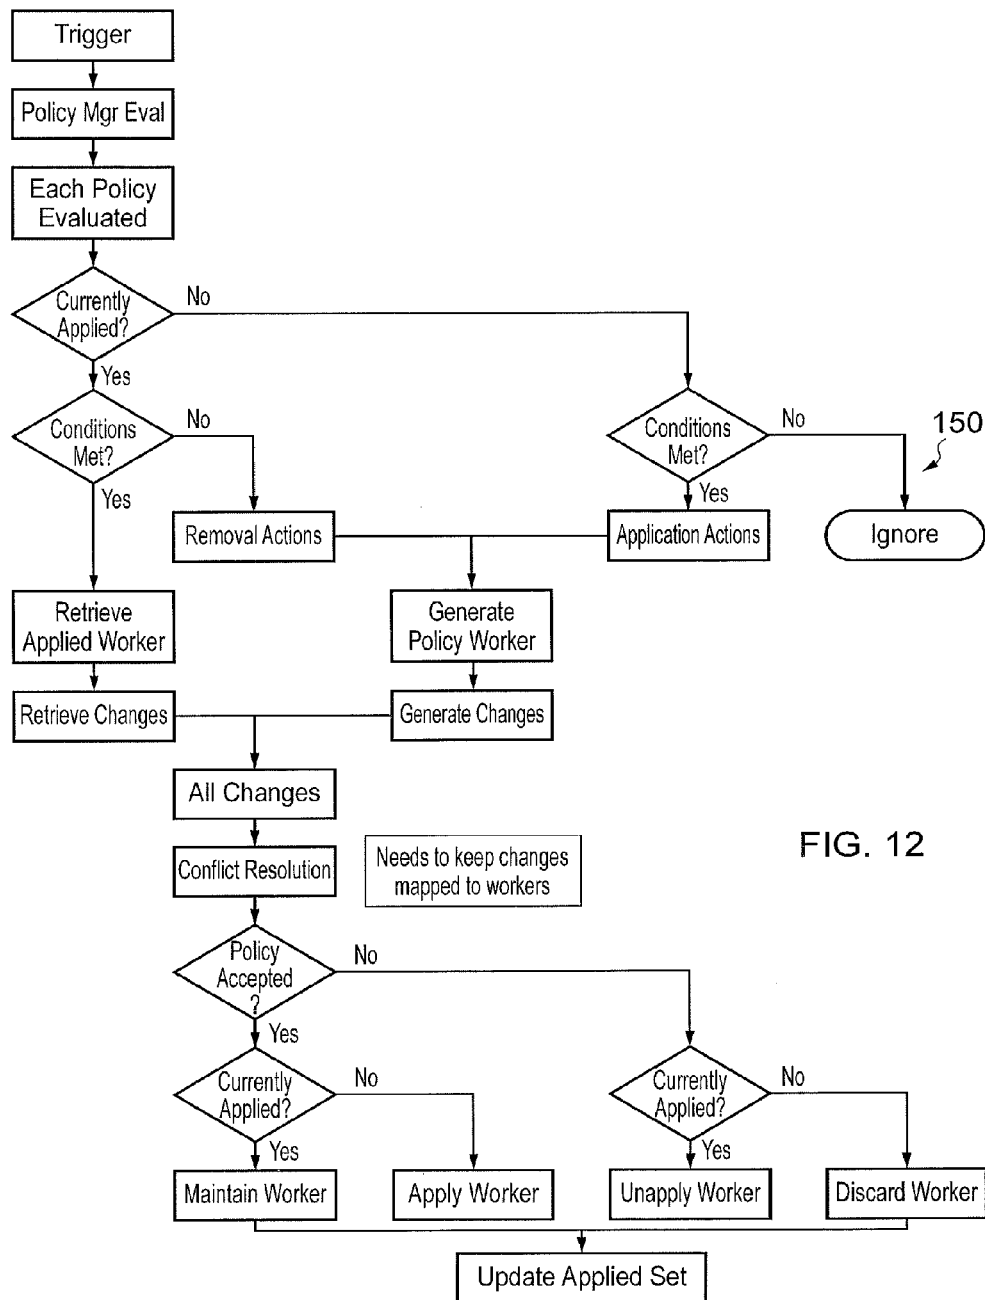 Trigger
Policy Mgr Eval
Each Policy
Evaluated
Currently
Applied?
No
Yes
Conditions
Met?
No
Yes
Conditions
Met?
No
Yes
150
Removal Actions
Application Actions
Ignore
Retrieve
Applied Worker
Generate
Policy Worker
Retrieve Changes
Generate Changes
All Changes
Conflict Resolution
Needs to keep changes
mapped to workers
FIG. 12
Policy
Accepted
?
No
Yes
Currently
Applied?
No
Yes
Currently
Applied?
No
Yes
Maintain Worker
Apply Worker
Unapply Worker
Discard Worker
Update Applied Set